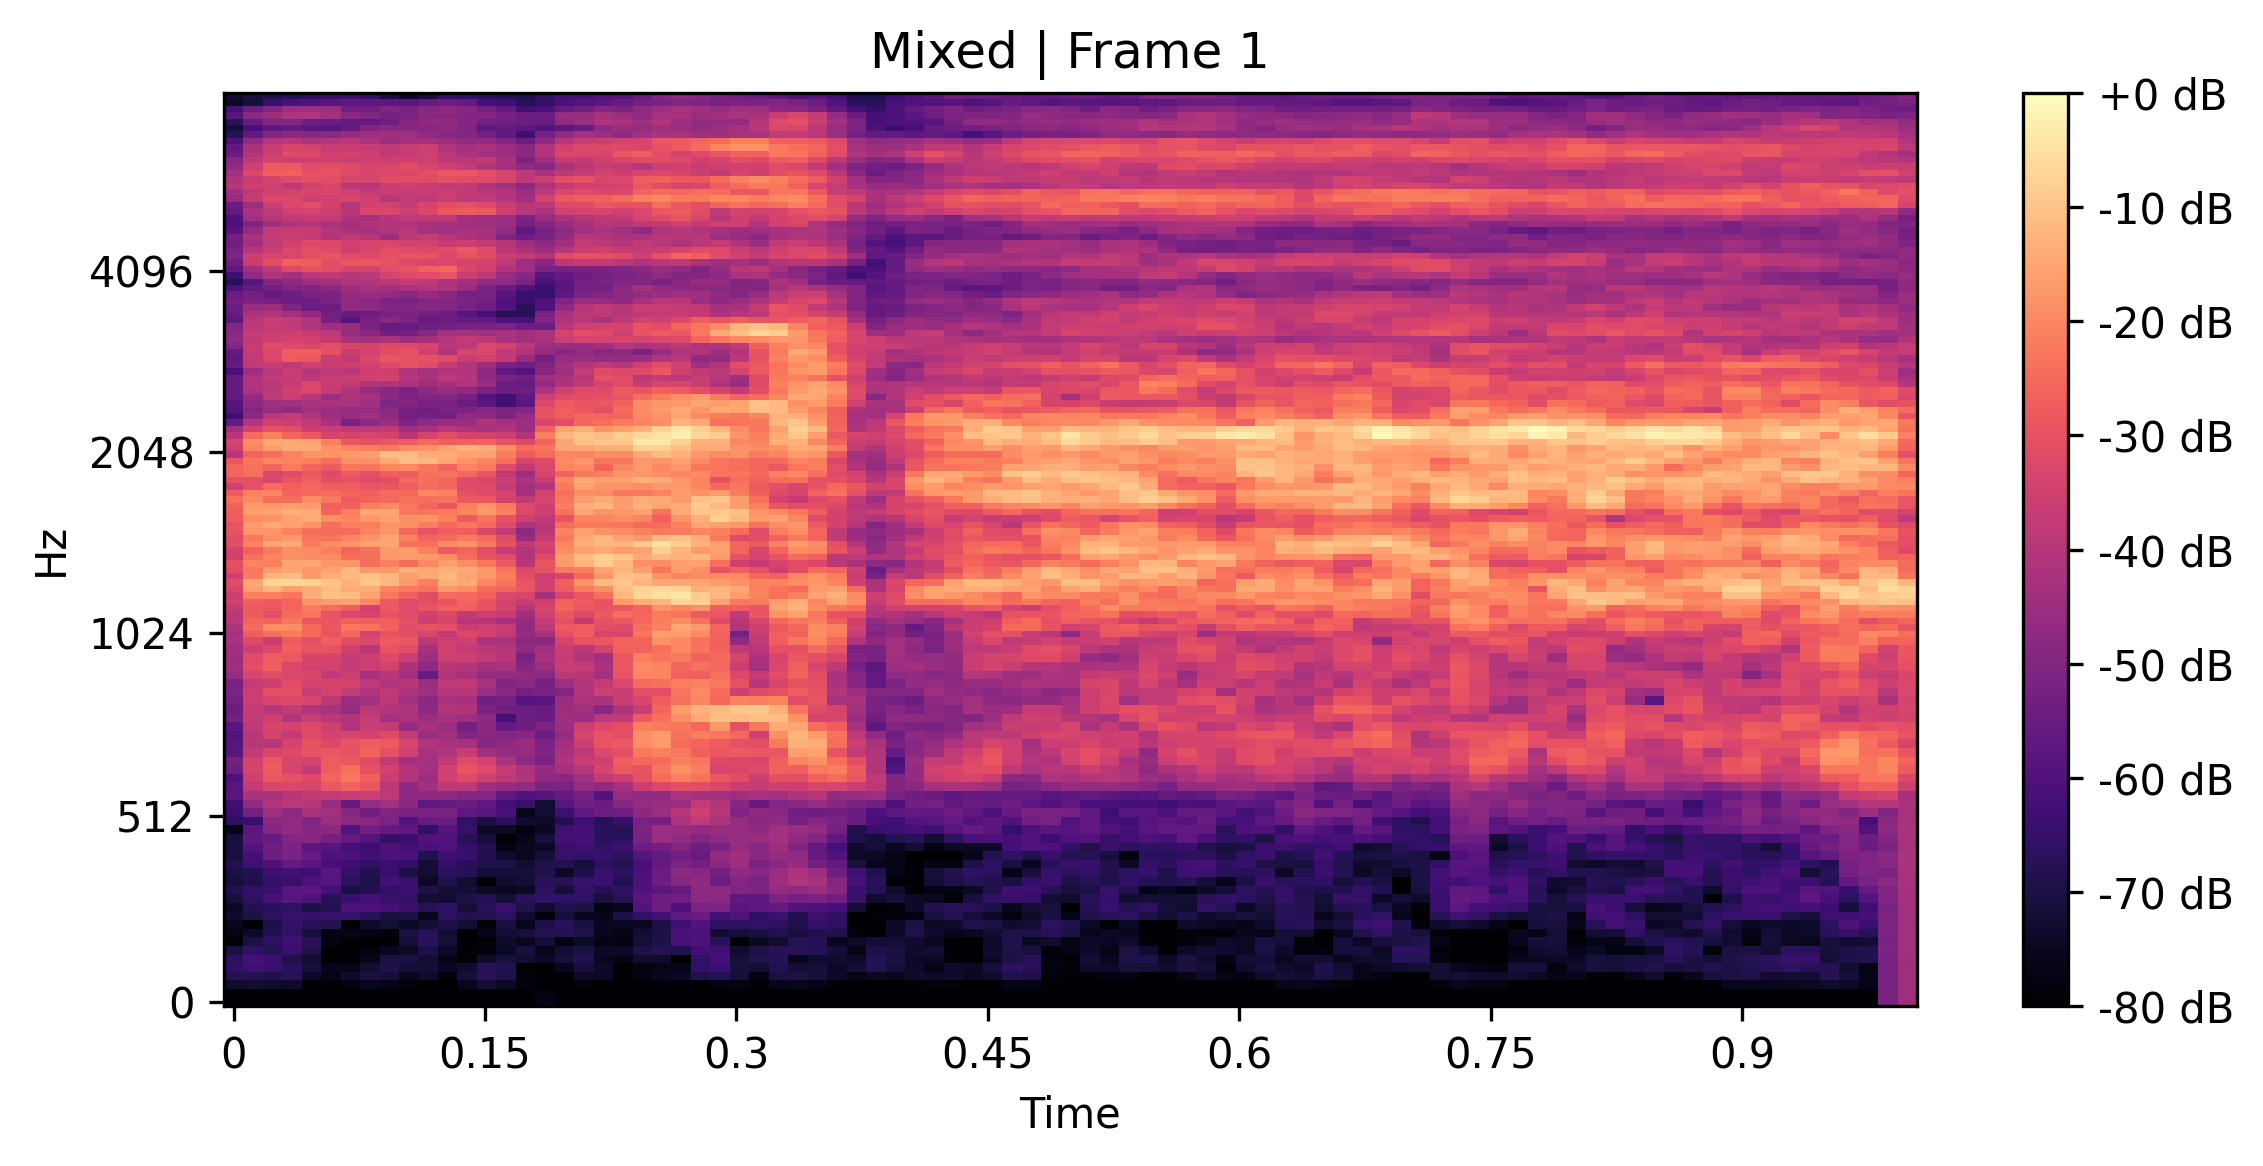 Mixed | Frame 1
Hz
4096
2048
1024
512
0
0 0.15 0.3 0.45 0.6 0.75 0.9
Time
+0 dB
-10 dB
-20 dB
-30 dB
-40 dB
-50 dB
-60 dB
-70 dB
-80 dB